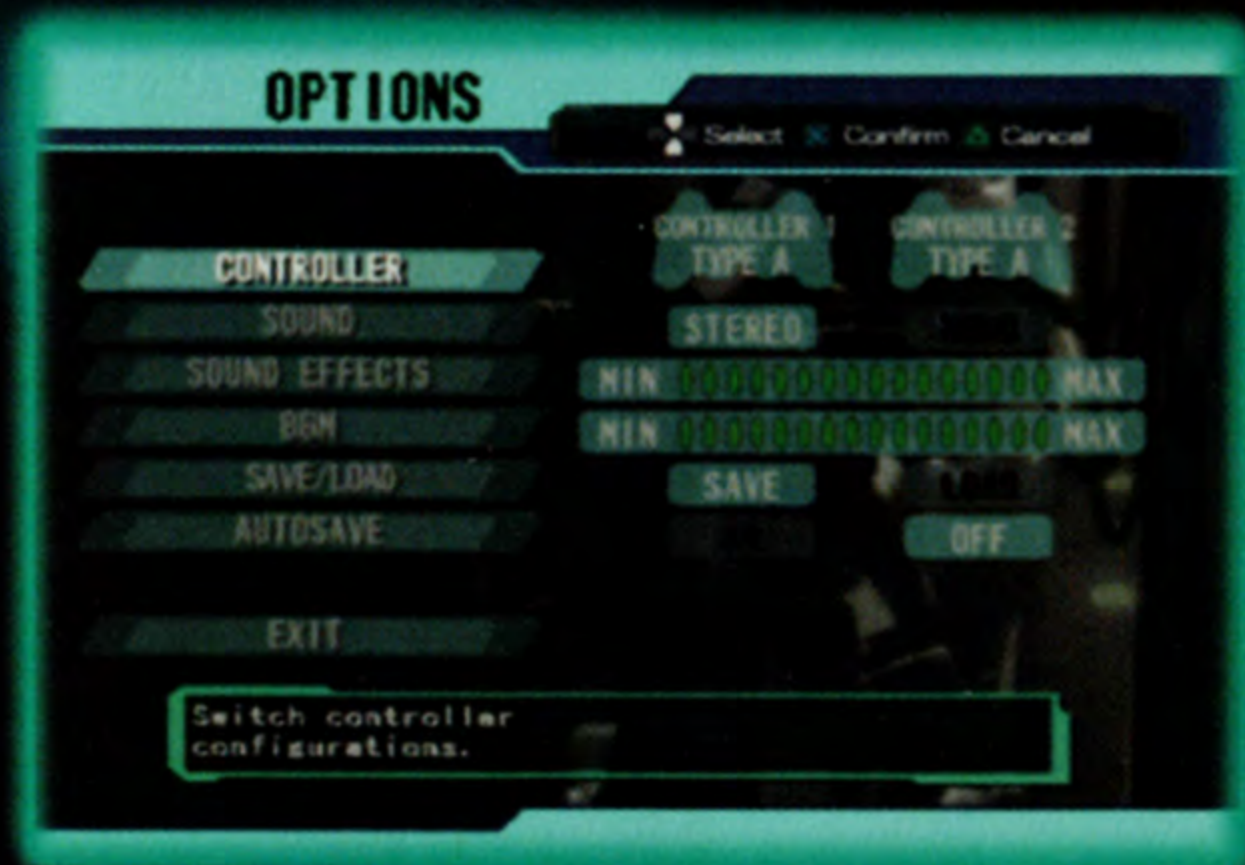 OPTIONS
Select Confirm Cancel
CONTROLLER 1 CONTROLLER 2
CONTROLLER TYPE A TYPE A
SOUND STEREO
SOUND EFFECTS MIN MAX
BGM MIN MAX
SAVE/LOAD SAVE LOAD
AUTOSAVE OFF
EXIT
Switch controller
configurations.